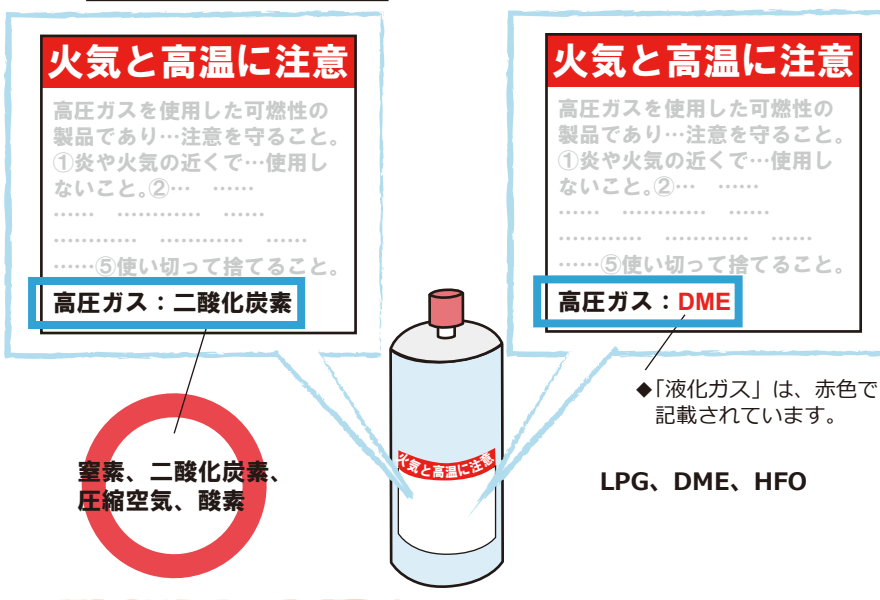 火気と高温に注意
高圧ガスを使用した可燃性の
製品であり…注意を守ること。
①炎や火気の近くで…使用し
ないこと。②… ……
…… ………… ……
………… ………… ……
……⑤使い切って捨てること。
高圧ガス：二酸化炭素
窒素、二酸化炭素、
圧縮空気、酸素
火気と高温に注意
火気と高温に注意
高圧ガスを使用した可燃性の
製品であり…注意を守ること。
①炎や火気の近くで…使用し
ないこと。②… ……
…… ………… ……
………… ………… ……
……⑤使い切って捨てること。
高圧ガス：DME
◆「液化ガス」は、赤色で
記載されています。
LPG、DME、HFO